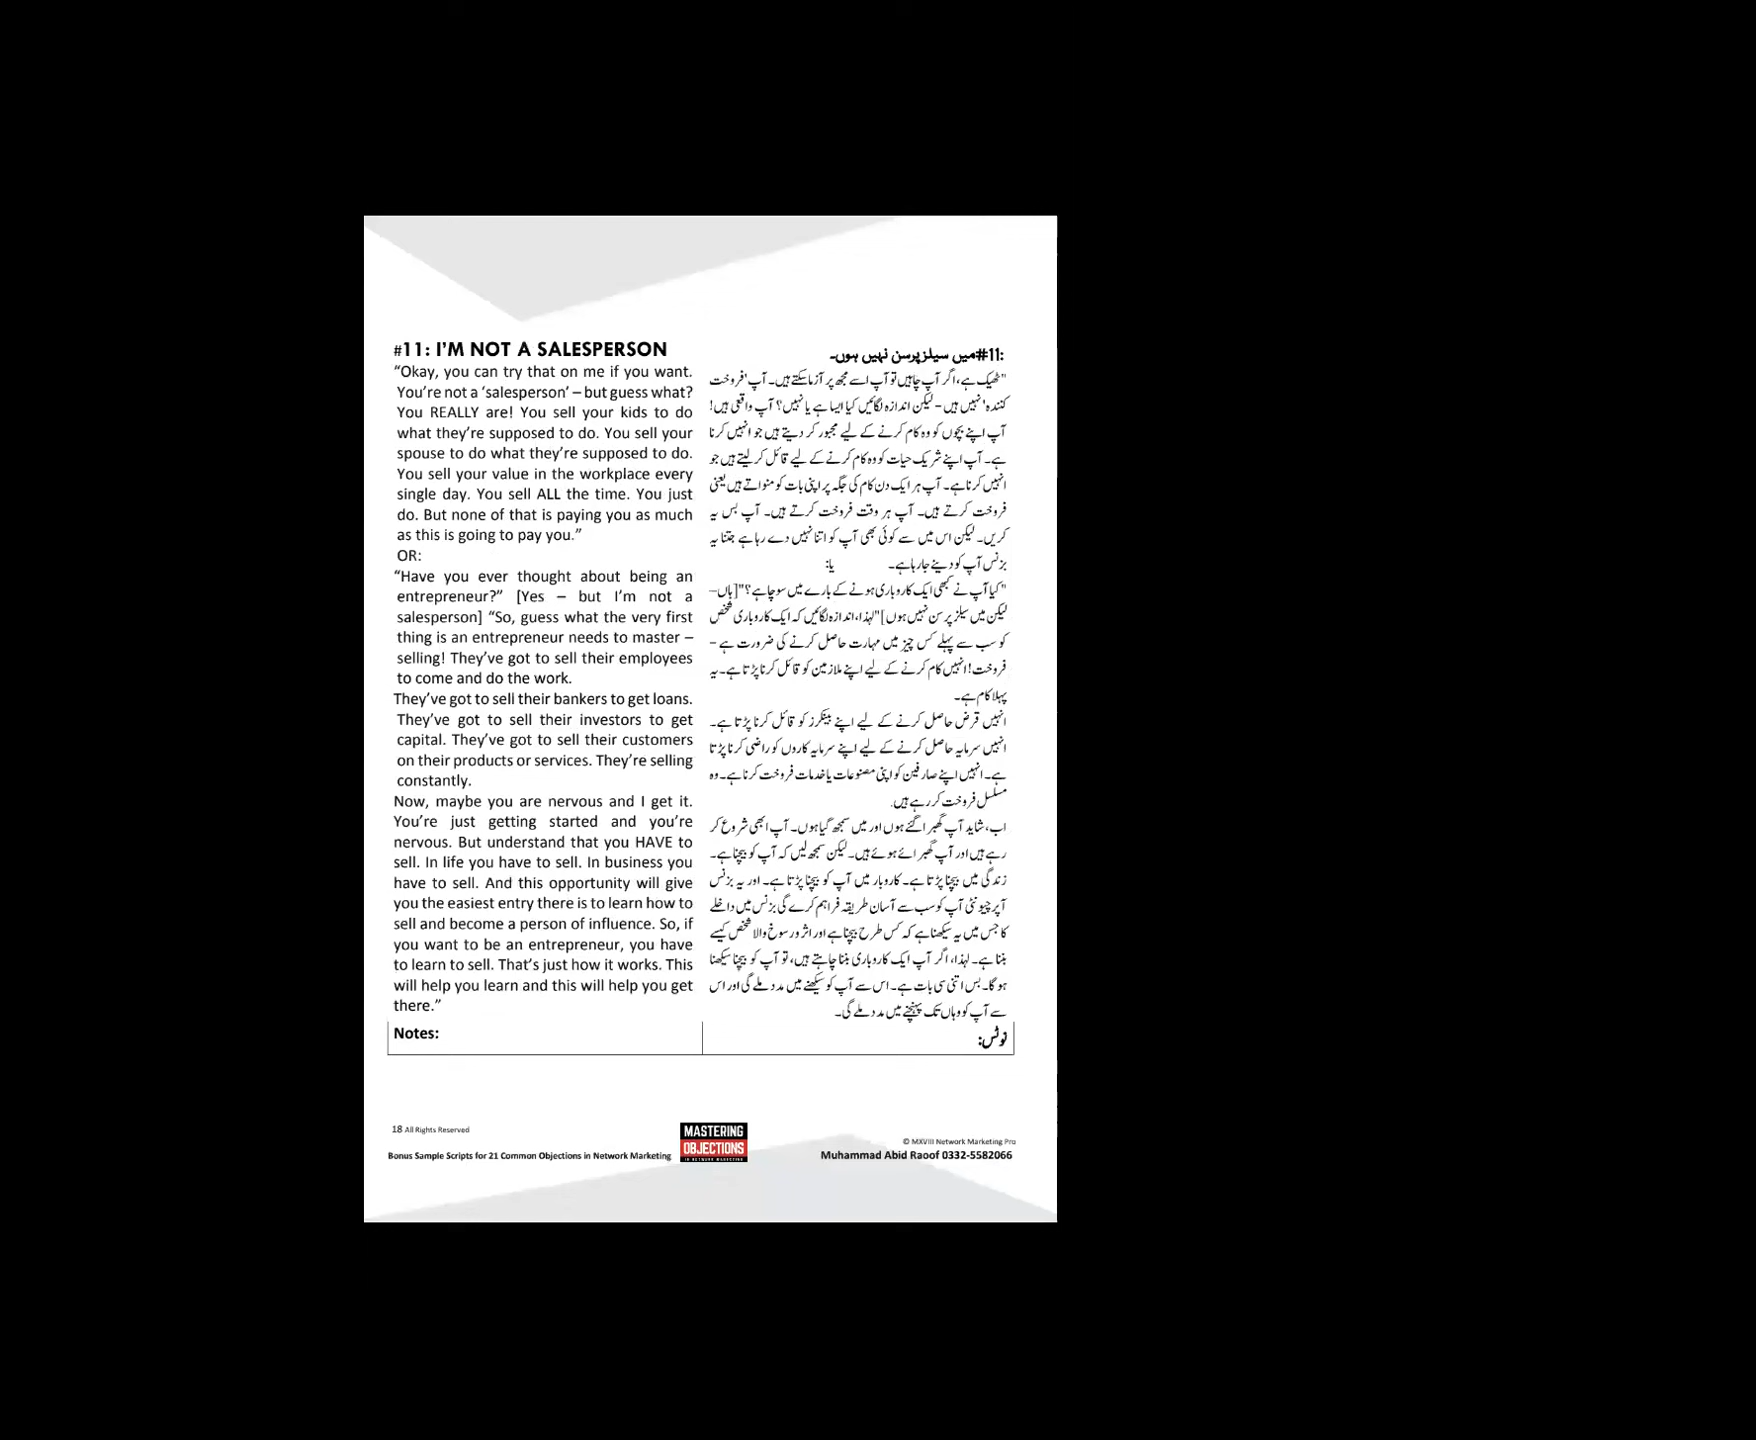 #11: I'M NOT A SALESPERSON
“Okay, you can try that on me if you want.
You’re not a ‘salesperson’ – but guess what?
You REALLY are! You sell your kids to do
what they’re supposed to do. You sell your
spouse to do what they’re supposed to do.
You sell your value in the workplace every
single day. You sell ALL the time. You just
do. But none of that is paying you as much
as this is going to pay you.”
OR:
“Have you ever thought about being an
entrepreneur?” [Yes – but I’m not a
salesperson] “So, guess what the very first
thing is an entrepreneur needs to master –
selling! They’ve got to sell their employees
to come and do the work.
They’ve got to sell their bankers to get loans.
They’ve got to sell their investors to get
capital. They’ve got to sell their customers
on their products or services. They’re selling
constantly.
Now, maybe you are nervous and I get it.
You’re just getting started and you’re
nervous. But understand that you HAVE to
sell. In life you have to sell. In business you
have to sell. And this opportunity will give
you the easiest entry there is to learn how to
sell and become a person of influence. So, if
you want to be an entrepreneur, you have
to learn to sell. That’s just how it works. This
will help you learn and this will help you get
there.”
Notes:
:11#میں سیلز پرسن نہیں ہوں۔
"ٹھیک ہے، اگر آپ چاہیں تو آپ اسے مجھ پر آزما سکتے ہیں۔ آپ 'فروخت
کنندہ' نہیں ہیں – لیکن اندازہ لگائیں کیا ایسا ہے یا نہیں؟ آپ واقعی ہیں!
آپ اپنے بچوں کو وہ کام کرنے کے لیے مجبور کر دیتے ہیں جو انہیں کرنا
ہے۔ آپ اپنے شریک حیات کو وہ کام کرنے کے لیے قائل کر لیتے ہیں جو
انہیں کرنا ہے۔ آپ ہر ایک دن کام کی جگہ پر اپنی بات کو منواتے ہیں یعنی
فروخت کرتے ہیں۔ آپ ہر وقت فروخت کرتے ہیں۔ آپ بس یہ
کریں۔ لیکن اس میں سے کوئی بھی آپ کو اتنا نہیں دے رہا ہے جتنا یہ
بزنس آپ کو دینے جا رہا ہے۔ یا:
"کیا آپ نے کبھی ایک کاروباری ہونے کے بارے میں سوچا ہے؟" [ہاں –
لیکن میں سیلز پرسن نہیں ہوں] "لہذا، اندازہ لگائیں کہ ایک کاروباری شخص
کو سب سے پہلے کس چیز میں مہارت حاصل کرنے کی ضرورت ہے –
فروخت! انہیں کام کرنے کے لیے اپنے ملازمین کو قائل کرنا پڑتا ہے۔ یہ
پہلا کام ہے۔
انہیں قرض حاصل کرنے کے لیے اپنے بینکرز کو قائل کرنا پڑتا ہے۔
انہیں سرمایہ حاصل کرنے کے لیے اپنے سرمایہ کاروں کو راضی کرنا پڑتا
ہے۔ انہیں اپنے صارفین کو اپنی مصنوعات یا خدمات فروخت کرنا ہے۔ وہ
مسلسل فروخت کر رہے ہیں.
اب، شاید آپ گھبرا گئے ہوں اور میں سمجھ گیا ہوں۔ آپ ابھی شروع کر
رہے ہیں اور آپ گھبرائے ہوئے ہیں۔ لیکن سمجھ لیں کہ آپ کو بیچنا ہے۔
زندگی میں بیچنا پڑتا ہے۔ کاروبار میں آپ کو بیچنا پڑتا ہے۔ اور یہ بزنس
آپرچیونٹی آپ کو سب سے آسان طریقہ فراہم کرے گی بزنس میں داخلے
کا جس میں یہ سیکھنا ہے کہ کس طرح بیچنا ہے اور اثر و رسوخ والا شخص کیسے
بننا ہے۔ لہذا، اگر آپ ایک کاروباری بننا چاہتے ہیں، تو آپ کو بیچنا سیکھنا
ہو گا۔ بس اتنی سی بات ہے۔ اس سے آپ کو سیکھنے میں مدد ملے گی اور اس
سے آپ کو وہاں تک پہنچنے میں مدد ملے گی۔
نوٹس:
18 All Rights Reserved
Bonus Sample Scripts for 21 Common Objections in Network Marketing
MASTERING
OBJECTIONS
IN NETWORK MARKETING
© MXVIII Network Marketing Pro
Muhammad Abid Raoof 0332-5582066